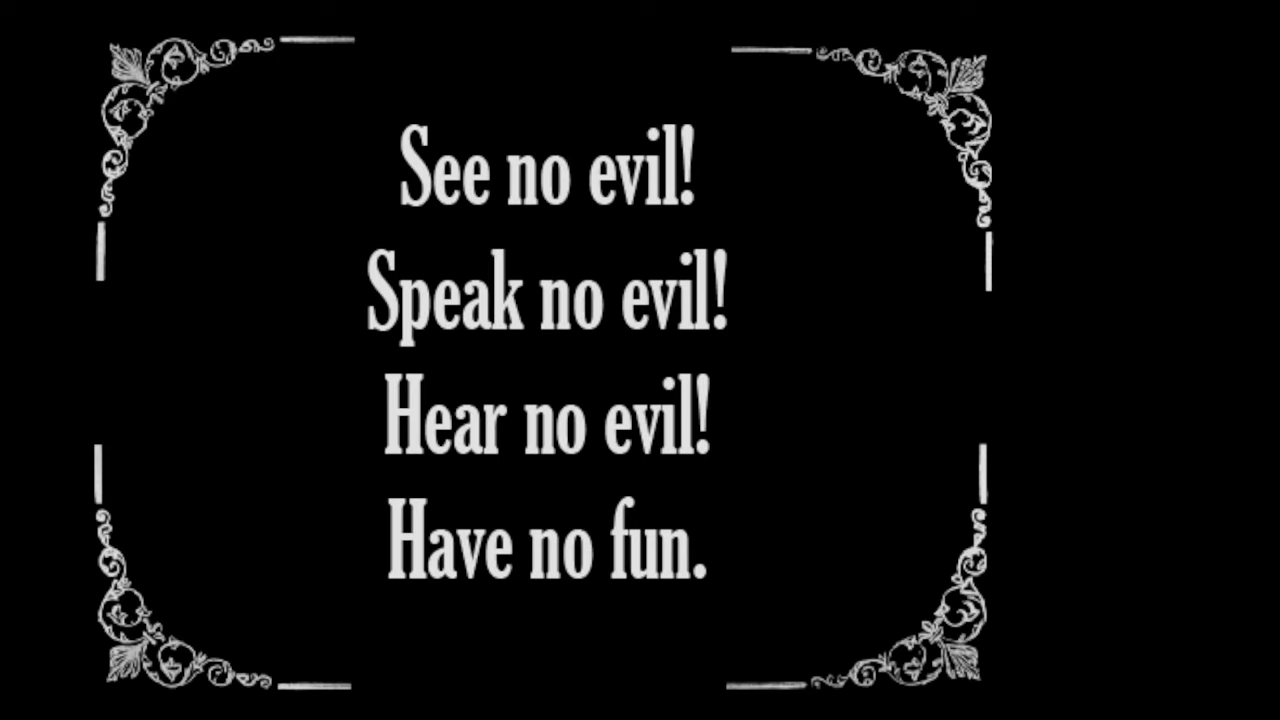 See no evil!
Speak no evil!
Hear no evil!
Have no fun.